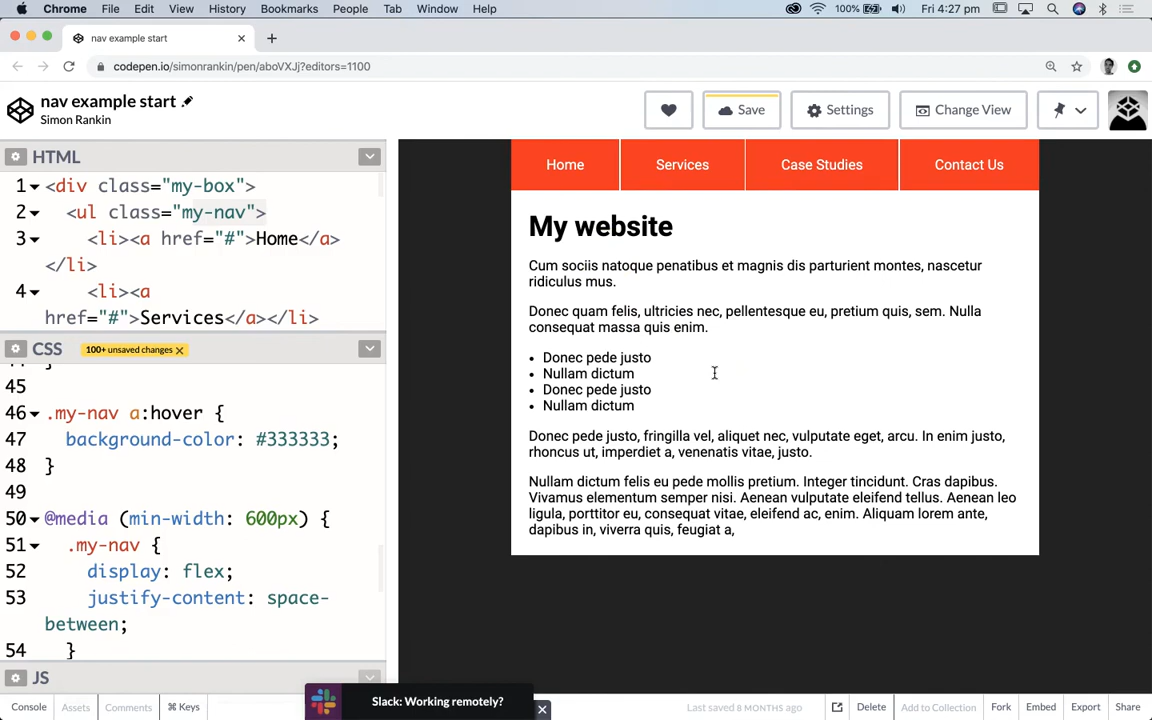 Chrome File Edit View History Bookmarks People Tab Window Help 100% Fri 4:27 pm
nav example start
codepen.io/simonrankin/pen/aboVXJj?editors=1100
nav example start
Simon Rankin
Save Settings Change View
HTML
1 <div class="my-box">
2 <ul class="my-nav">
3 <li><a href="#">Home</a>
</li>
4 <li><a
href="#">Services</a></li>
CSS 100+ unsaved changes X
45
46 .my-nav a:hover {
47 background-color: #333333;
48 }
49
50 @media (min-width: 600px) {
51 .my-nav {
52 display: flex;
53 justify-content: space-
between;
54 }
JS
Home Services Case Studies Contact Us
My website
Cum sociis natoque penatibus et magnis dis parturient montes, nascetur
ridiculus mus.
Donec quam felis, ultricies nec, pellentesque eu, pretium quis, sem. Nulla
consequat massa quis enim.
• Donec pede justo
• Nullam dictum
• Donec pede justo
• Nullam dictum
Donec pede justo, fringilla vel, aliquet nec, vulputate eget, arcu. In enim justo,
rhoncus ut, imperdiet a, venenatis vitae, justo.
Nullam dictum felis eu pede mollis pretium. Integer tincidunt. Cras dapibus.
Vivamus elementum semper nisi. Aenean vulputate eleifend tellus. Aenean leo
ligula, porttitor eu, consequat vitae, eleifend ac, enim. Aliquam lorem ante,
dapibus in, viverra quis, feugiat a,
Slack: Working remotely?
Console Assets Comments ⌘ Keys Last saved 8 MONTHS AGO Delete Add to Collection Fork Embed Export Share